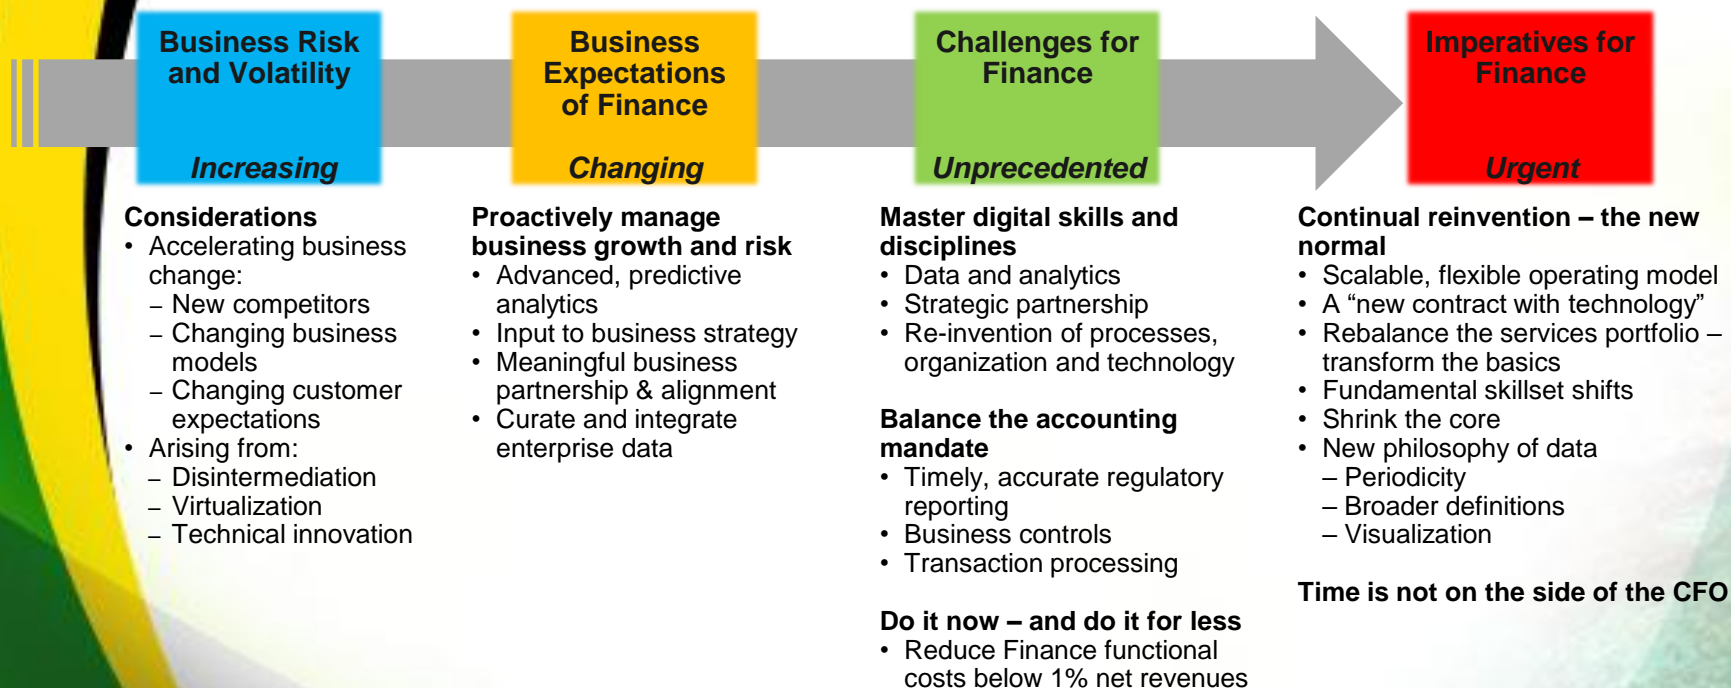 Business Risk
and Volatility
Increasing
Business
Expectations
of Finance
Changing
Challenges for
Finance
Unprecedented
Imperatives for
Finance
Urgent
Considerations
• Accelerating business
change:
– New competitors
– Changing business
models
– Changing customer
expectations
• Arising from:
– Disintermediation
– Virtualization
– Technical innovation
Proactively manage
business growth and risk
• Advanced, predictive
analytics
• Input to business strategy
• Meaningful business
partnership & alignment
• Curate and integrate
enterprise data
Master digital skills and
disciplines
• Data and analytics
• Strategic partnership
• Re-invention of processes,
organization and technology
Balance the accounting
mandate
• Timely, accurate regulatory
reporting
• Business controls
• Transaction processing
Do it now – and do it for less
• Reduce Finance functional
costs below 1% net revenues
Continual reinvention – the new
normal
• Scalable, flexible operating model
• A “new contract with technology”
• Rebalance the services portfolio –
transform the basics
• Fundamental skillset shifts
• Shrink the core
• New philosophy of data
– Periodicity
– Broader definitions
– Visualization
Time is not on the side of the CFO